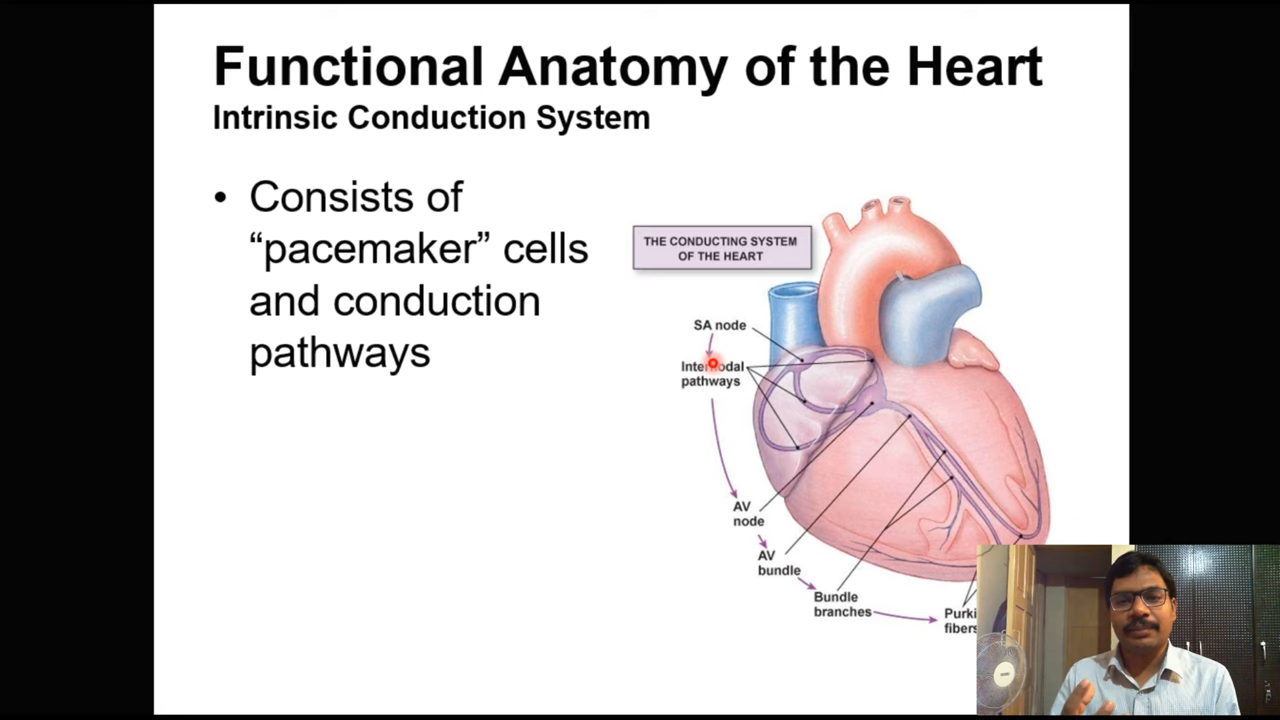 Functional Anatomy of the Heart
Intrinsic Conduction System
• Consists of
“pacemaker” cells
and conduction
pathways
THE CONDUCTING SYSTEM
OF THE HEART
SA node
pathways
AV
node
AV
bundle
Bundle
branches